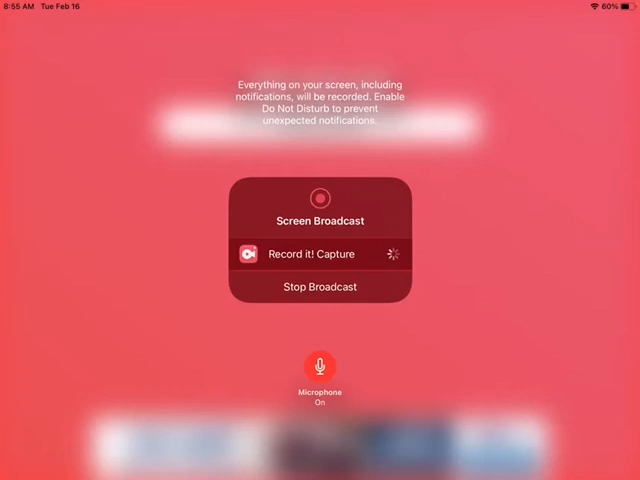 8:55 AM Tue Feb 16
60%
Everything on your screen, including
notifications, will be recorded. Enable
Do Not Disturb to prevent
unexpected notifications.
Screen Broadcast
Record it! Capture
Stop Broadcast
Microphone
On